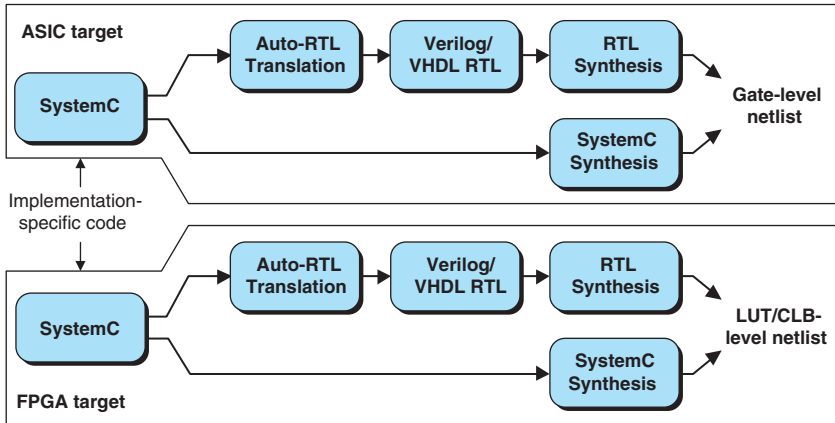 ASIC target
SystemC
Auto-RTL
Translation
Verilog/
VHDL RTL
RTL
Synthesis
SystemC
Synthesis
Gate-level
netlist
Implementation-
specific code
SystemC
Auto-RTL
Translation
Verilog/
VHDL RTL
RTL
Synthesis
SystemC
Synthesis
LUT/CLB-
level netlist
FPGA target